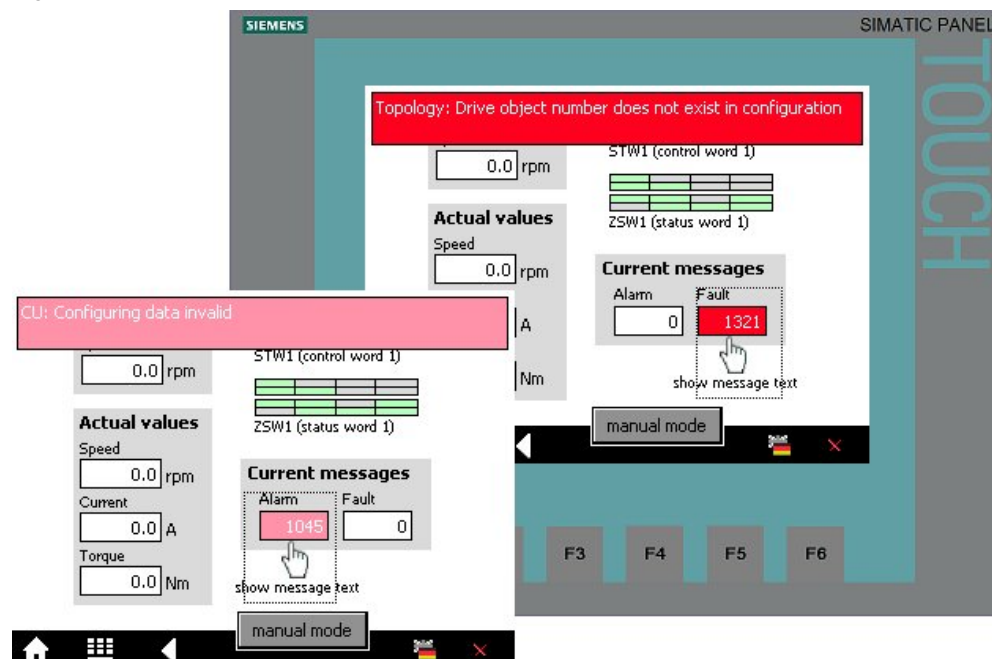 SIEMENS
SIMATIC PANEL
TOUCH
Topology: Drive object number does not exist in configuration
0.0 rpm
STW1 (control word 1)
ZSW1 (status word 1)
Actual values
Speed
0.0 rpm
A
Nm
Current messages
Alarm Fault
0 1321
show message text
manual mode
F3 F4 F5 F6
CU: Configuring data invalid
0.0 rpm
STW1 (control word 1)
ZSW1 (status word 1)
Actual values
Speed
0.0 rpm
Current
0.0 A
Torque
0.0 Nm
Current messages
Alarm Fault
1045 0
show message text
manual mode